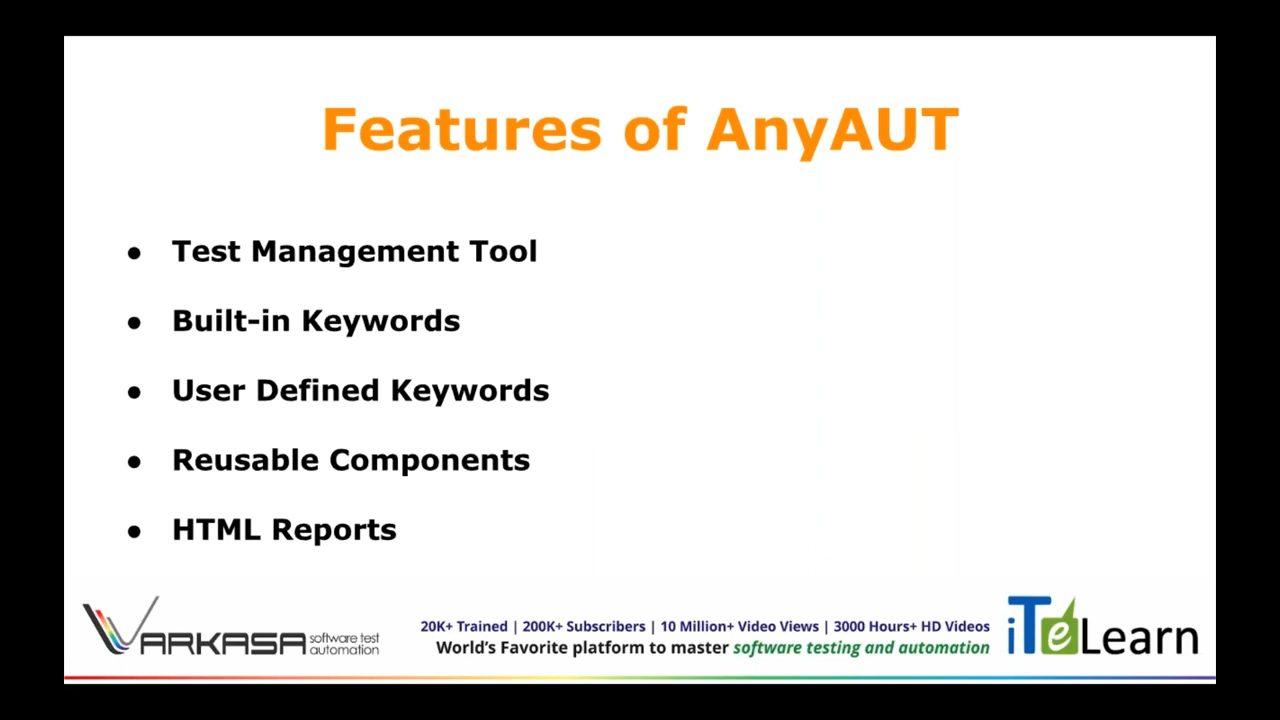 Features of AnyAUT
● Test Management Tool
● Built-in Keywords
● User Defined Keywords
● Reusable Components
● HTML Reports
VARKASA software test automation
20K+ Trained | 200K+ Subscribers | 10 Million+ Video Views | 3000 Hours+ HD Videos
World's Favorite platform to master software testing and automation
iTeLearn